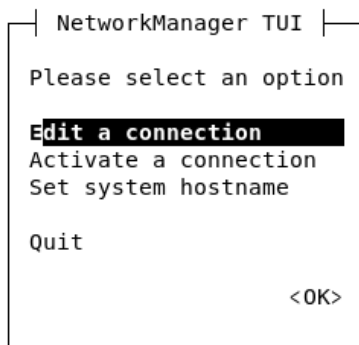 NetworkManager TUI
Please select an option
Edit a connection
Activate a connection
Set system hostname
Quit
<OK>